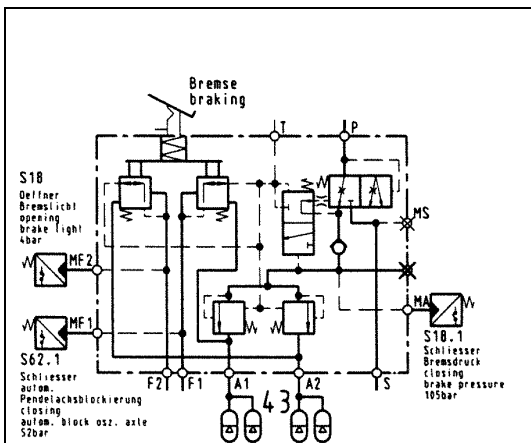 Bremse
braking
T
P
S18
Oeffner
Bremslicht
opening
brake light
4bar
MS
MF2
MA
MF1
S18.1
Schliesser
Bremsdruck
closing
brake pressure
105bar
S62.1
Schliesser
autom.
Pendelachsblockierung
closing
autom. block osz. axle
52bar
F2
F1
A1
43
A2
S